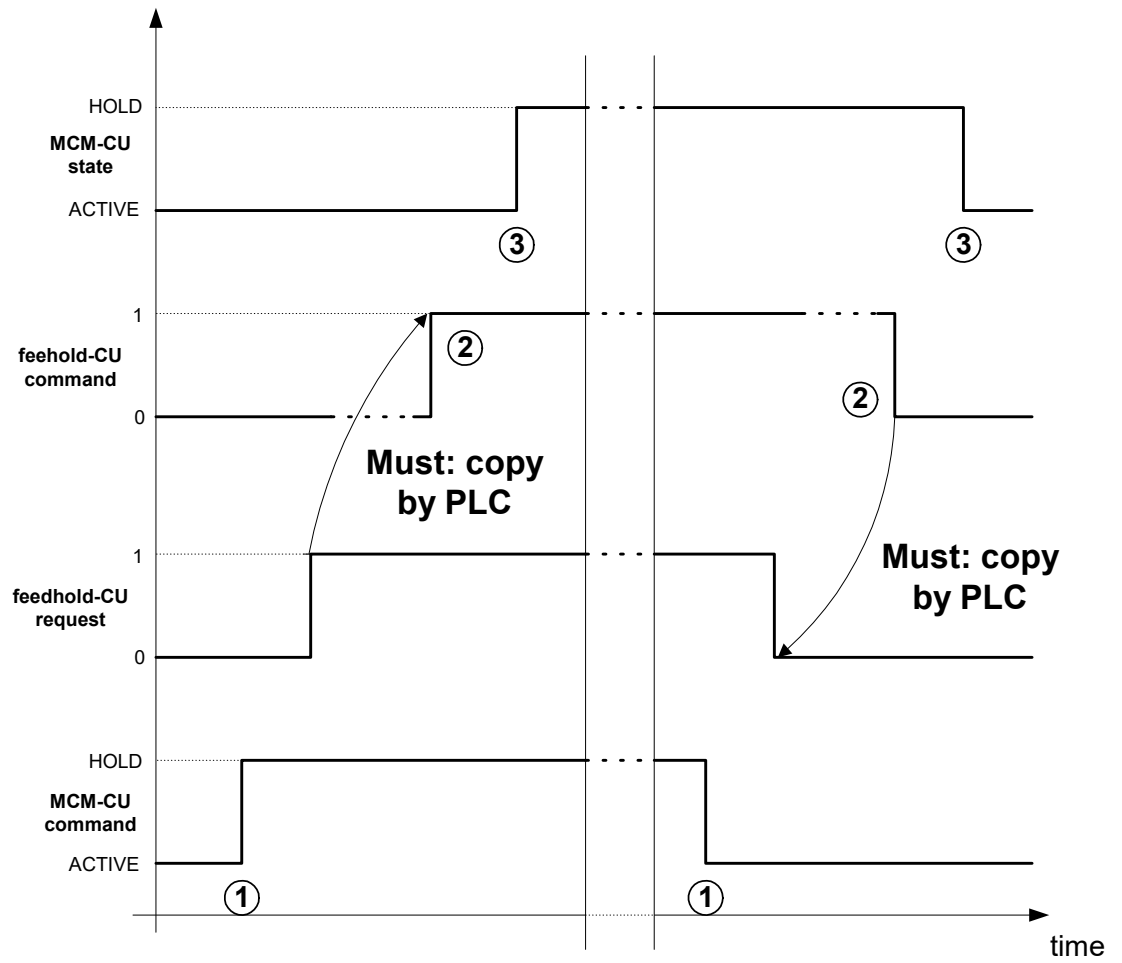 HOLD
MCM-CU
state
ACTIVE
3
3
1
feehold-CU
command
0
2
2
Must: copy
by PLC
1
feedhold-CU
request
0
Must: copy
by PLC
HOLD
MCM-CU
command
ACTIVE
1
1
time